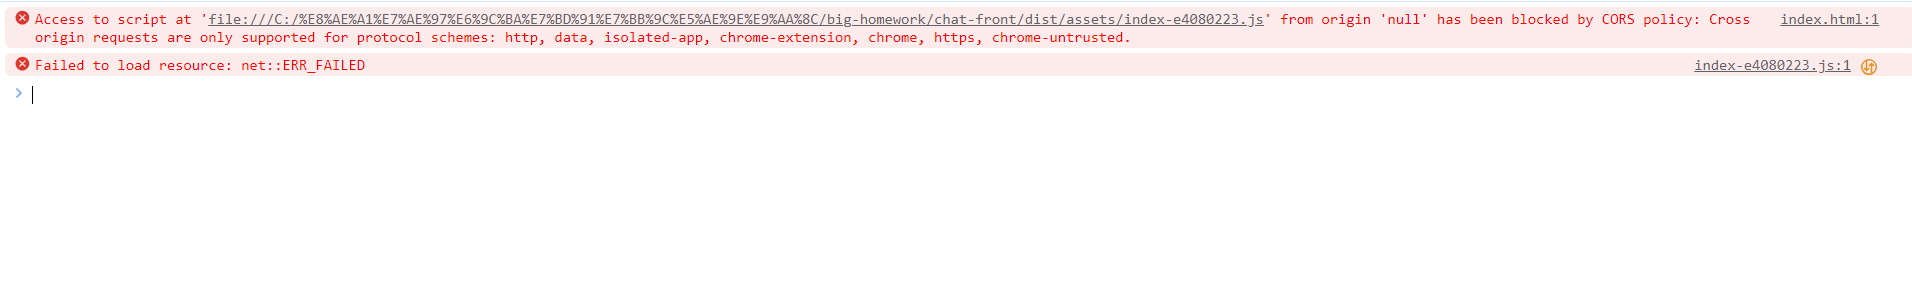 Access to script at 'file:///C:/%E8%AE%A1%E7%AE%97%E6%9C%BA%E7%BD%91%E7%BB%9C%E5%AE%9E%E9%AA%8C/big-homework/chat-front/dist/assets/index-e4080223.js' from origin 'null' has been blocked by CORS policy: Cross index.html:1
origin requests are only supported for protocol schemes: http, data, isolated-app, chrome-extension, chrome, https, chrome-untrusted.
Failed to load resource: net::ERR_FAILED index-e4080223.js:1